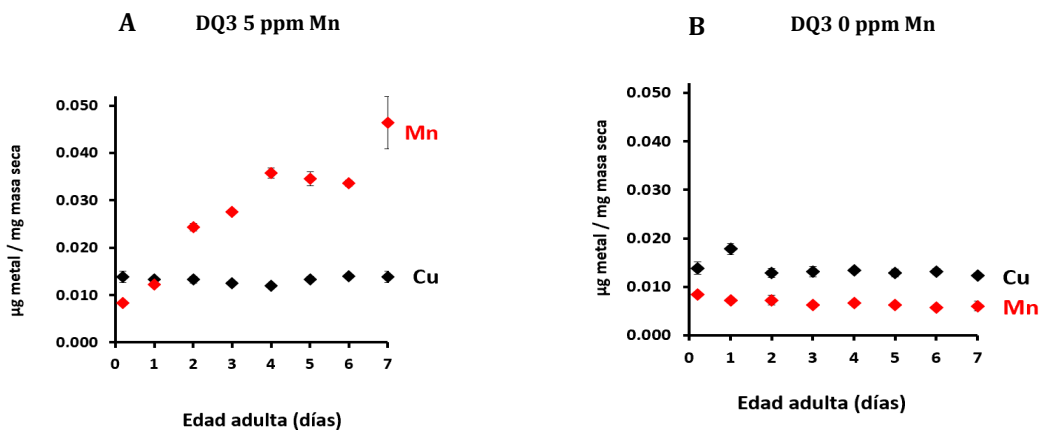 A
DQ3 5 ppm Mn
µg metal / mg masa seca
0.050
0.040
0.030
0.020
0.010
0.000
Mn
Cu
0 1 2 3 4 5 6 7
Edad adulta (días)
B
DQ3 0 ppm Mn
µg metal / mg masa seca
0.050
0.040
0.030
0.020
0.010
0.000
Cu
Mn
0 1 2 3 4 5 6 7
Edad adulta (días)